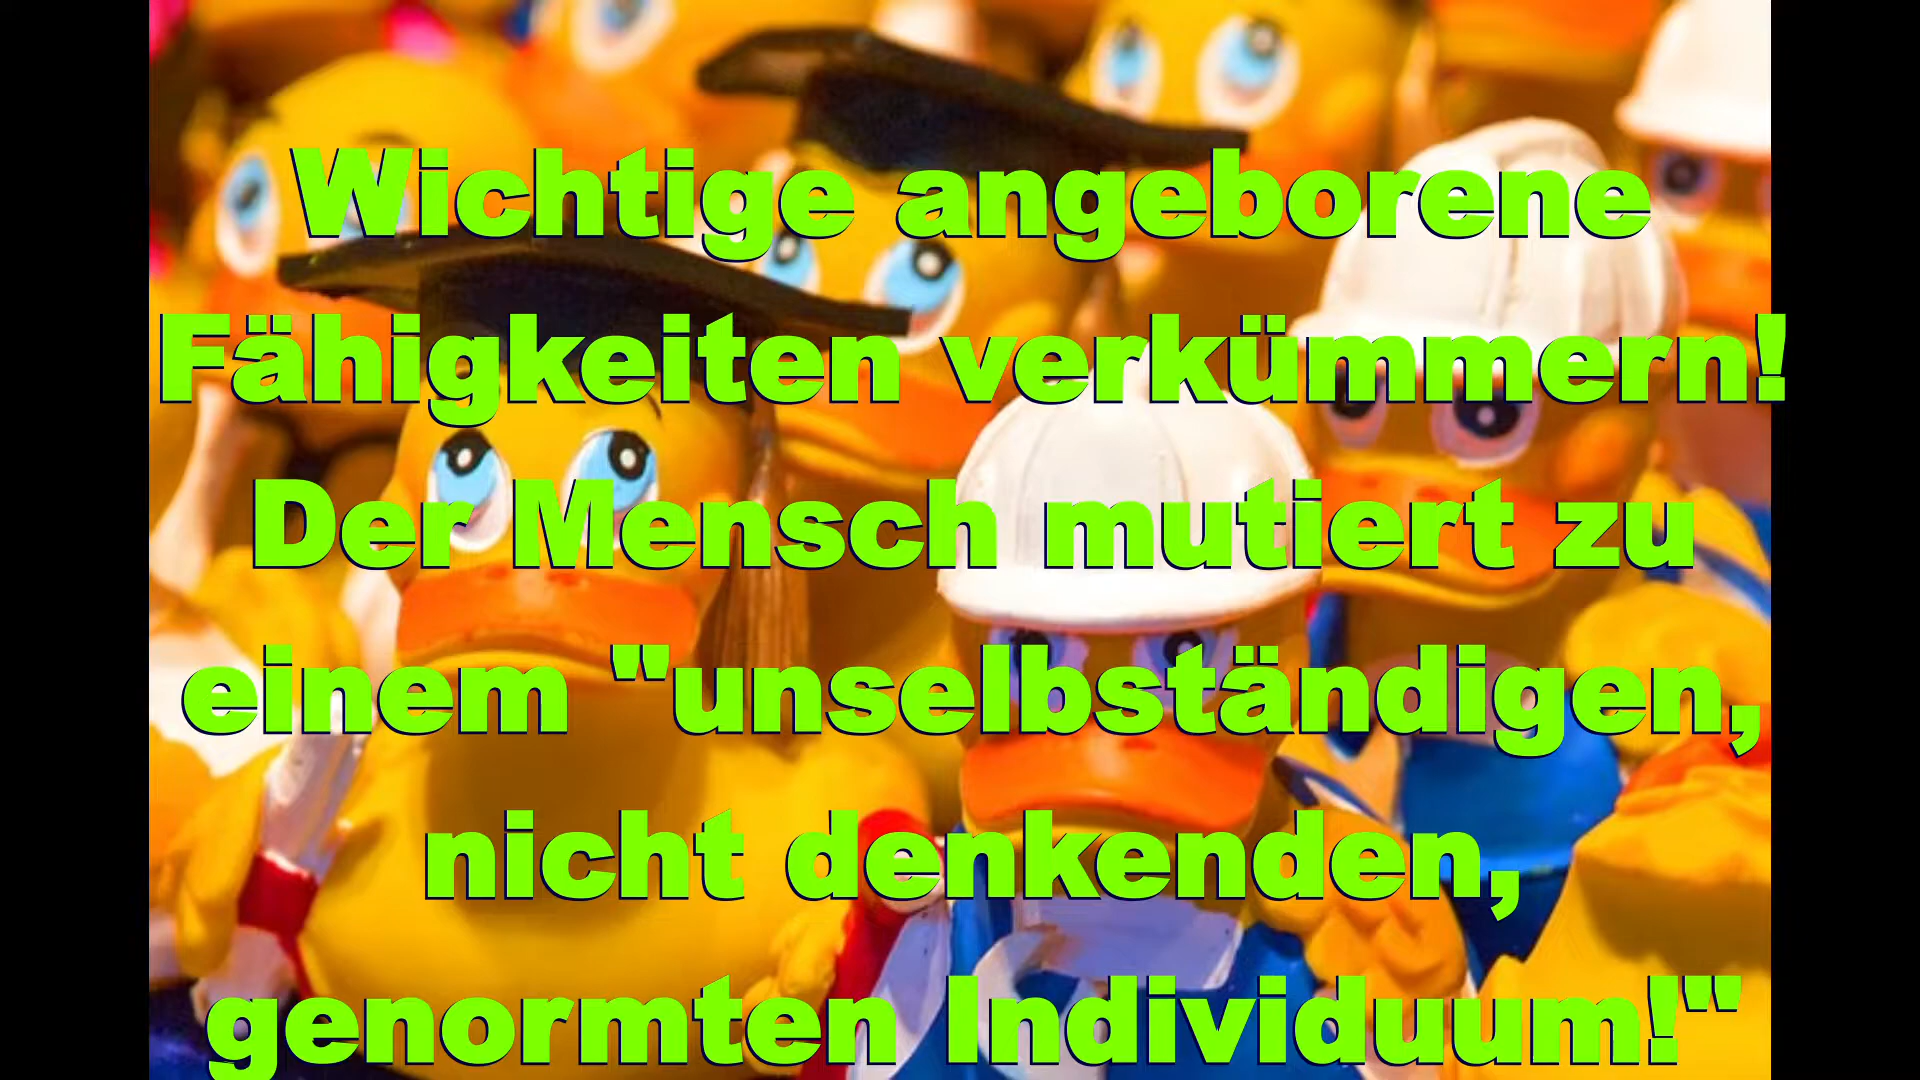 Wichtige angeborene
Fähigkeiten verkümmern!
Der Mensch mutiert zu
einem "unselbständigen,
nicht denkenden,
genormten Individuum!"